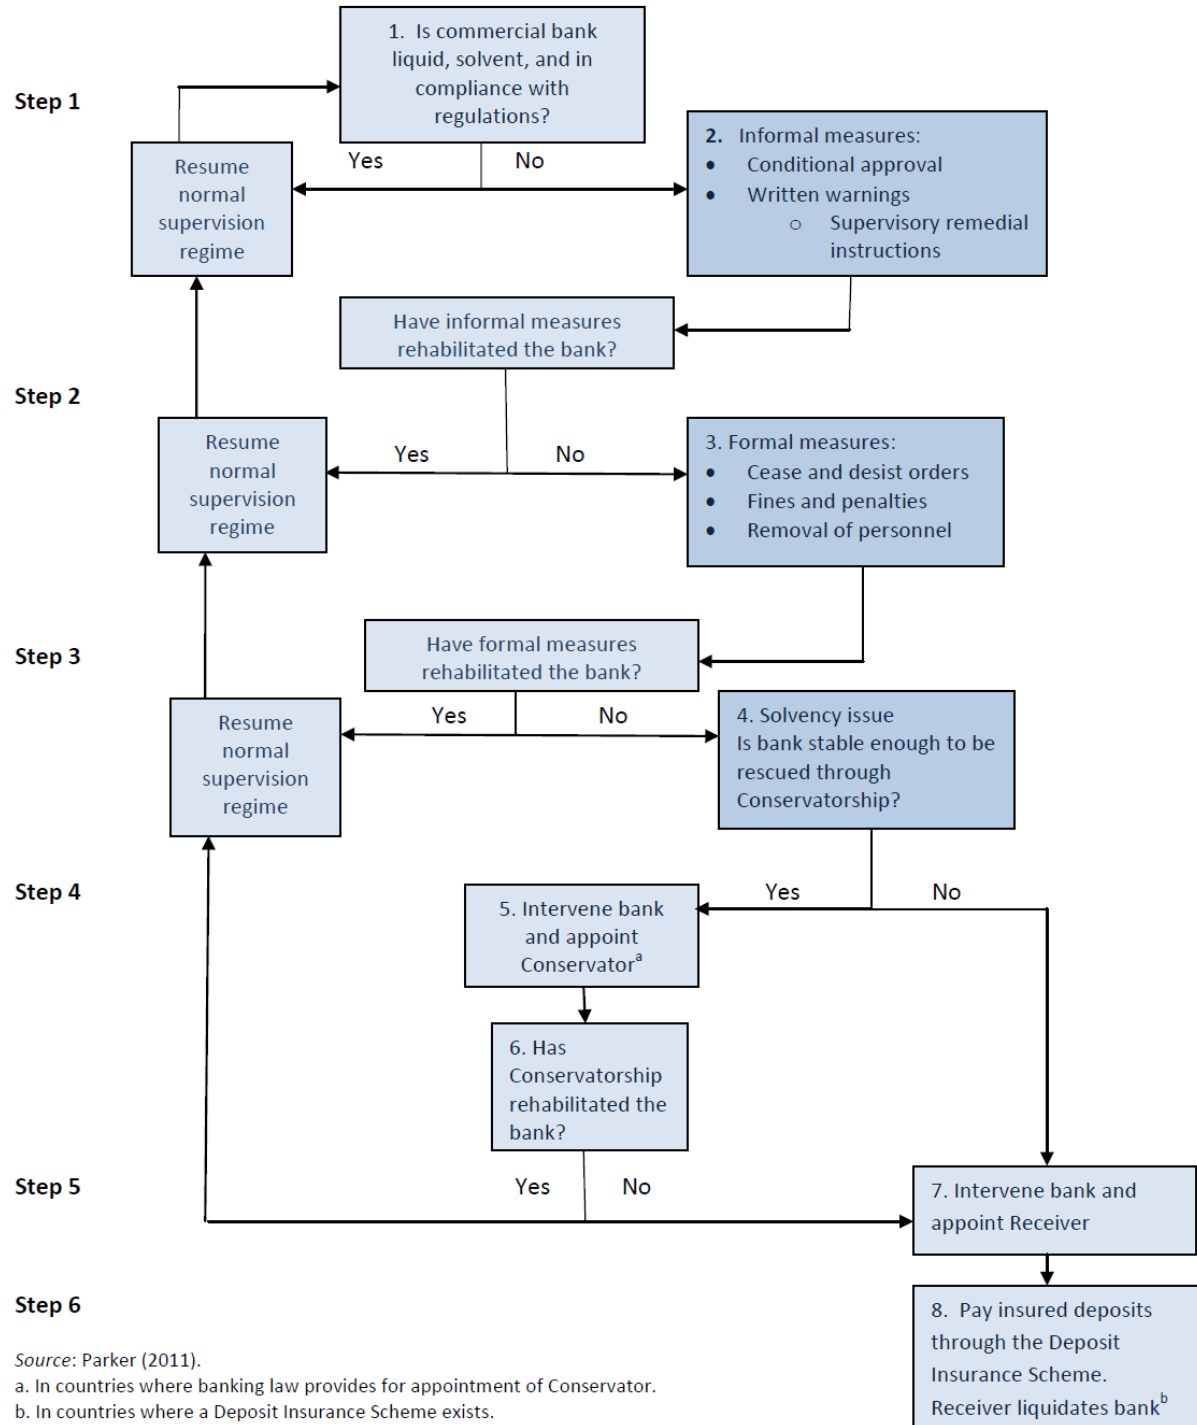 1. Is commercial bank
liquid, solvent, and in
compliance with
regulations?
Step 1
Yes
No
Resume
normal
supervision
regime
2. Informal measures:
• Conditional approval
• Written warnings
o Supervisory remedial
instructions
Have informal measures
rehabilitated the bank?
Step 2
Yes
No
Resume
normal
supervision
regime
3. Formal measures:
• Cease and desist orders
• Fines and penalties
• Removal of personnel
Step 3
Have formal measures
rehabilitated the bank?
Yes
No
Resume
normal
supervision
regime
4. Solvency issue
Is bank stable enough to be
rescued through
Conservatorship?
Step 4
Yes
No
5. Intervene bank
and appoint
Conservatorᵃ
6. Has
Conservatorship
rehabilitated the
bank?
Step 5
Yes
No
7. Intervene bank and
appoint Receiver
Step 6
8. Pay insured deposits
through the Deposit
Insurance Scheme.
Receiver liquidates bankᵇ
Source: Parker (2011).
a. In countries where banking law provides for appointment of Conservator.
b. In countries where a Deposit Insurance Scheme exists.